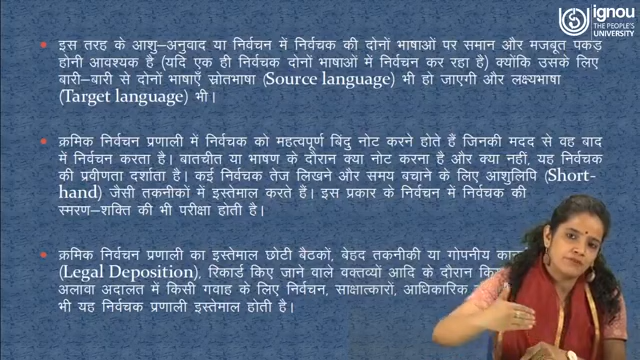 ignou
THE PEOPLE'S
UNIVERSITY
इस तरह के आशु–अनुवाद या निर्वचन में निर्वचक की दोनों भाषाओं पर समान और मजबूत पकड़
होनी आवश्यक है (यदि एक ही निर्वचक दोनों भाषाओं में निर्वचन कर रहा है) क्योंकि उसके लिए
बारी–बारी से दोनों भाषाएँ स्रोतभाषा (Source language) भी हो जाएगी और लक्ष्यभाषा
(Target language) भी।
क्रमिक निर्वचन प्रणाली में निर्वचक को महत्वपूर्ण बिंदु नोट करने होते हैं जिनकी मदद से वह बाद
में निर्वचन करता है। बातचीत या भाषण के दौरान क्या नोट करना है और क्या नहीं, यह निर्वचक
की प्रवीणता दर्शाता है। कई निर्वचक तेज लिखने और समय बचाने के लिए आशुलिपि (Short-
hand) जैसी तकनीकों में इस्तेमाल करते हैं। इस प्रकार के निर्वचन में निर्वचक की
स्मरण–शक्ति की भी परीक्षा होती है।
क्रमिक निर्वचन प्रणाली का इस्तेमाल छोटी बैठकों, बेहद तकनीकी या गोपनीय
(Legal Deposition), रिकार्ड किए जाने वाले वक्तव्यों आदि के दौरान
अलावा अदालत में किसी गवाह के लिए निर्वचन, साक्षात्कारों, आधिकारिक
भी यह निर्वचक प्रणाली इस्तेमाल होती है।